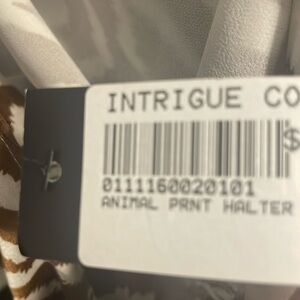 INTRIGUE CO
$
0111160020101
ANIMAL PRNT HALTER